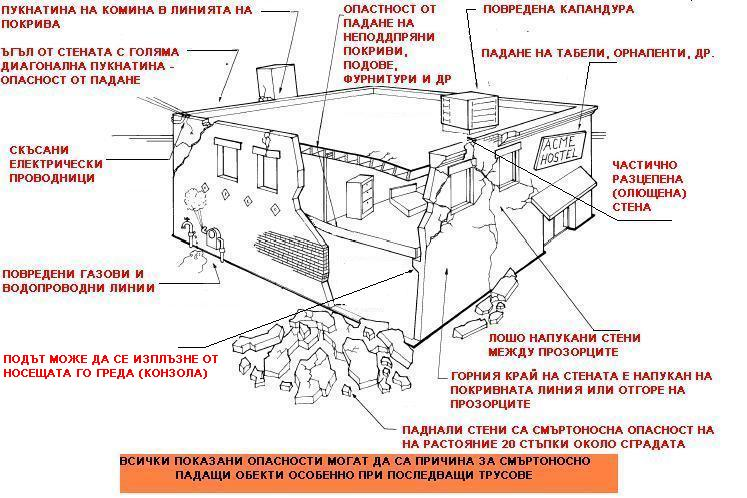 ПУКНАТИНА НА КОМИНА В ЛИНИЯТА НА
ПОКРИВА
ЪГЪЛ ОТ СТЕНАТА С ГОЛЯМА
ДИАГОНАЛНА ПУКНАТИНА -
ОПАСНОСТ ОТ ПАДАНЕ
ОПАСТНОСТ ОТ
ПАДАНЕ НА
НЕПОДДПРЯНИ
ПОКРИВИ,
ПОДОВЕ,
ФУРНИТУРИ И ДР
ПОВРЕДЕНА КАПАНДУРА
ПАДАНЕ НА ТАБЕЛИ, ОРНАПЕНТИ, ДР.
ACME
HOSTEL
СКЪСАНИ
ЕЛЕКТРИЧЕСКИ
ПРОВОДНИЦИ
ЧАСТИЧНО
РАЗЦЕПЕНА
(ОЛЮЩЕНА)
СТЕНА
ПОВРЕДЕНИ ГАЗОВИ И
ВОДОПРОВОДНИ ЛИНИИ
ЛОШО НАПУКАНИ СТЕНИ
МЕЖДУ ПРОЗОРЦИТЕ
ПОДЪТ МОЖЕ ДА СЕ ИЗПЛЪЗНЕ ОТ
НОСЕЩАТА ГО ГРЕДА (КОНЗОЛА)
ГОРНИЯ КРАЙ НА СТЕНАТА Е НАПУКАН НА
ПОКРИВНАТА ЛИНИЯ ИЛИ ОТГОРЕ НА
ПРОЗОРЦИТЕ
ПАДНАЛИ СТЕНИ СА СМЪРТОНОСНА ОПАСНОСТ НА
НА РАСТОЯНИЕ 20 СТЪПКИ ОКОЛО СГРАДАТА
ВСИЧКИ ПОКАЗАНИ ОПАСНОСТИ МОГАТ ДА СА ПРИЧИНА ЗА СМЪРТОНОСНО
ПАДАЩИ ОБЕКТИ ОСОБЕННО ПРИ ПОСЛЕДВАЩИ ТРУСОВЕ